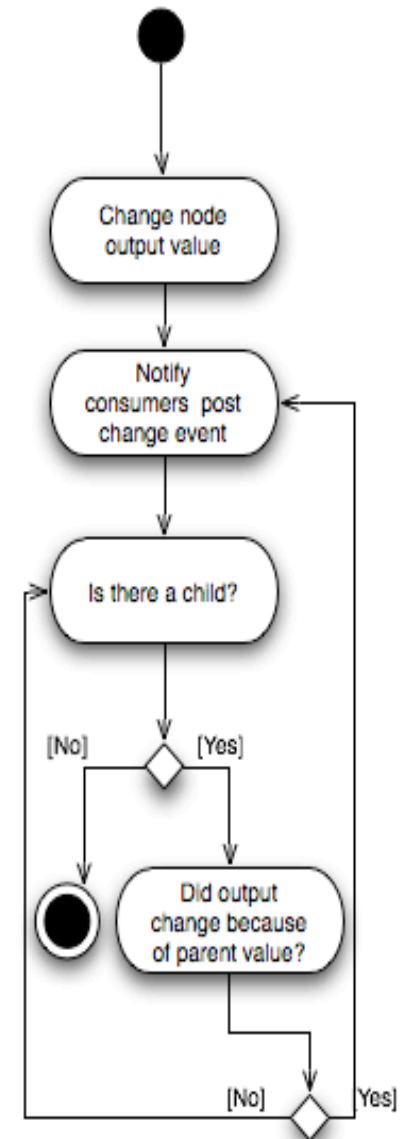 Change node
output value
Notify
consumers post
change event
Is there a child?
[No]
[Yes]
Did output
change because
of parent value?
[No]
[Yes]